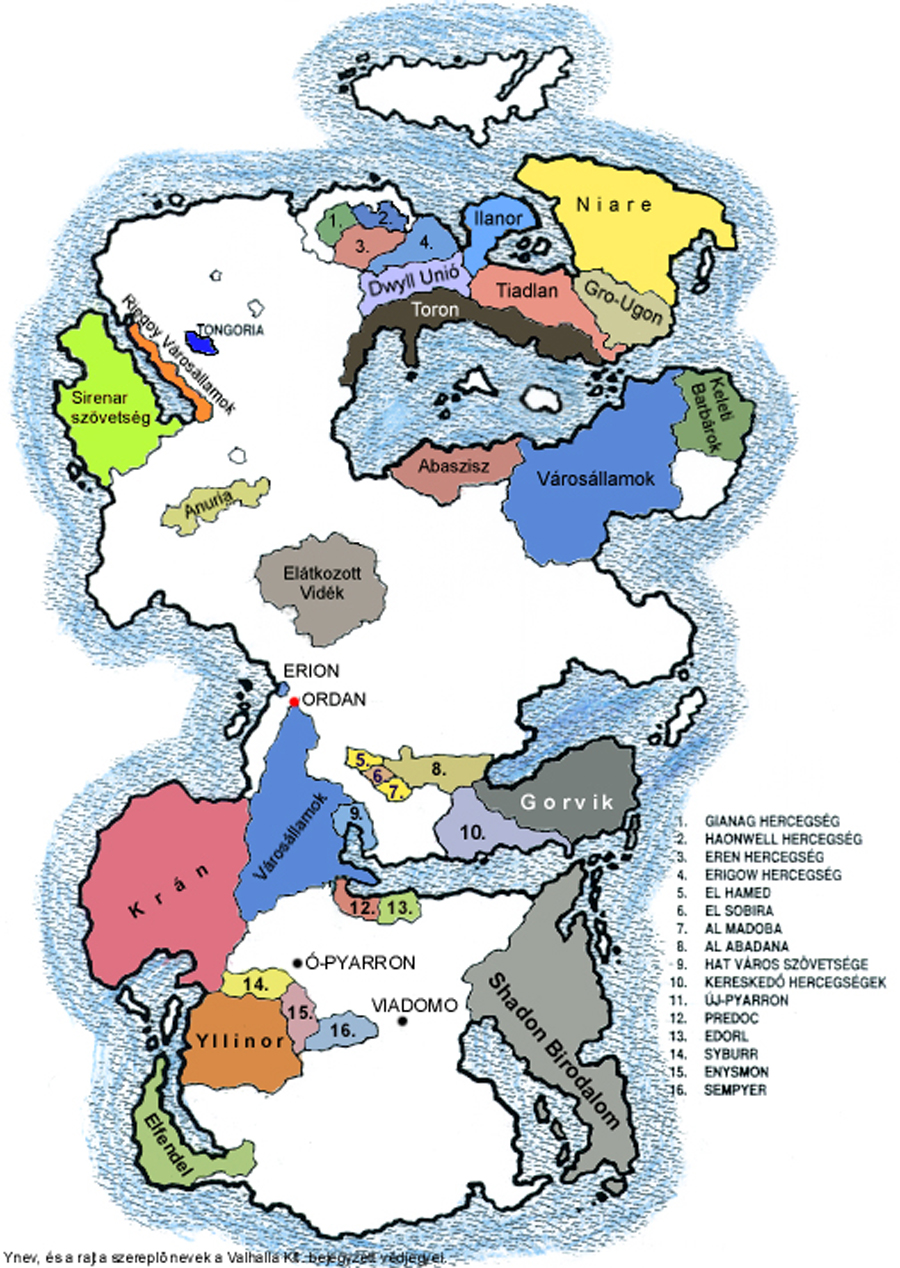 Niare
Ilanor
1.
2.
3.
4.
Dwyll Unió
Tiadlan
Gro-Ugon
Toron
Riegoy Városállamok
TONGORIA
Sirenar
szövetség
Keleti
Barbárok
Abaszisz
Városállamok
Anuria
Elátkozott
Vidék
ERION
ORDAN
5.
6.
7.
8.
9.
10.
Gorvik
Városállamok
Krán
12.
13.
Ó-PYARRON
VIADOMO
14.
15.
16.
Yllinor
Shadon Birodalom
Elfendel
1. GIANAG HERCEGSÉG
2. HAONWELL HERCEGSÉG
3. EREN HERCEGSÉG
4. ERIGOW HERCEGSÉG
5. EL HAMED
6. EL SOBIRA
7. AL MADOBA
8. AL ABADANA
9. HAT VÁROS SZÖVETSÉGE
10. KERESKEDŐ HERCEGSÉGEK
11. ÚJ-PYARRON
12. PREDOC
13. EDORL
14. SYBURR
15. ENYSMON
16. SEMPYER
Ynev, és a rajta szereplõ nevek a Valhalla Kft. bejegyzett védjegyei.